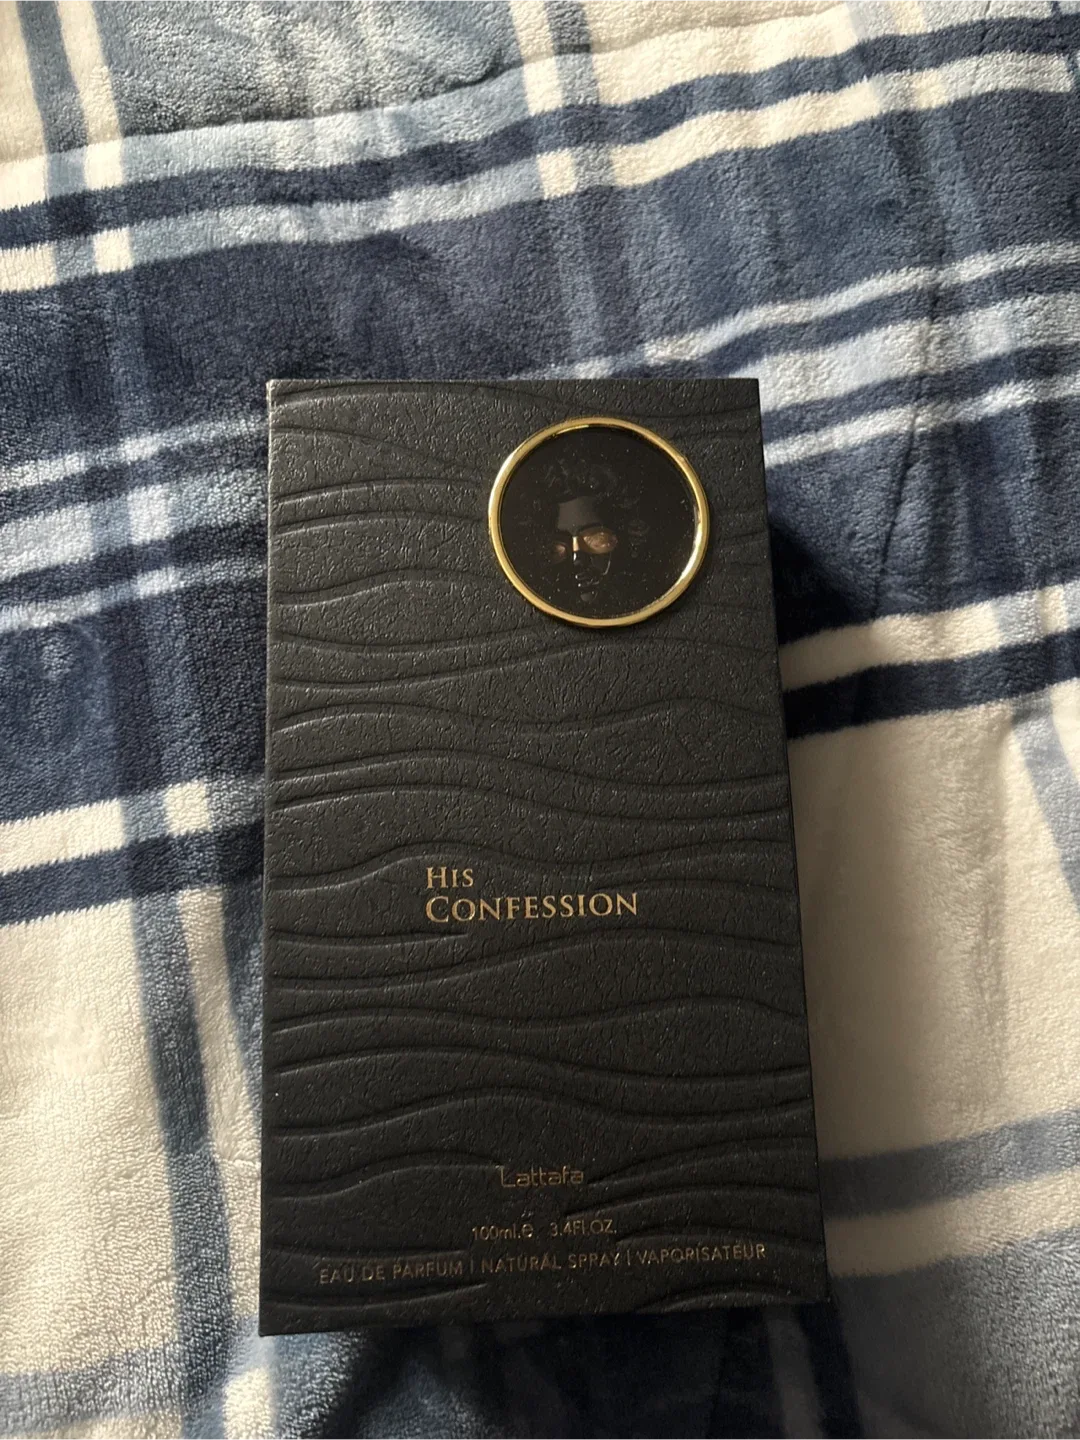 HIS
CONFESSION
Lattafa
100ml.℮ 3.4FL.OZ.
EAU DE PARFUM | NATURAL SPRAY | VAPORISATEUR